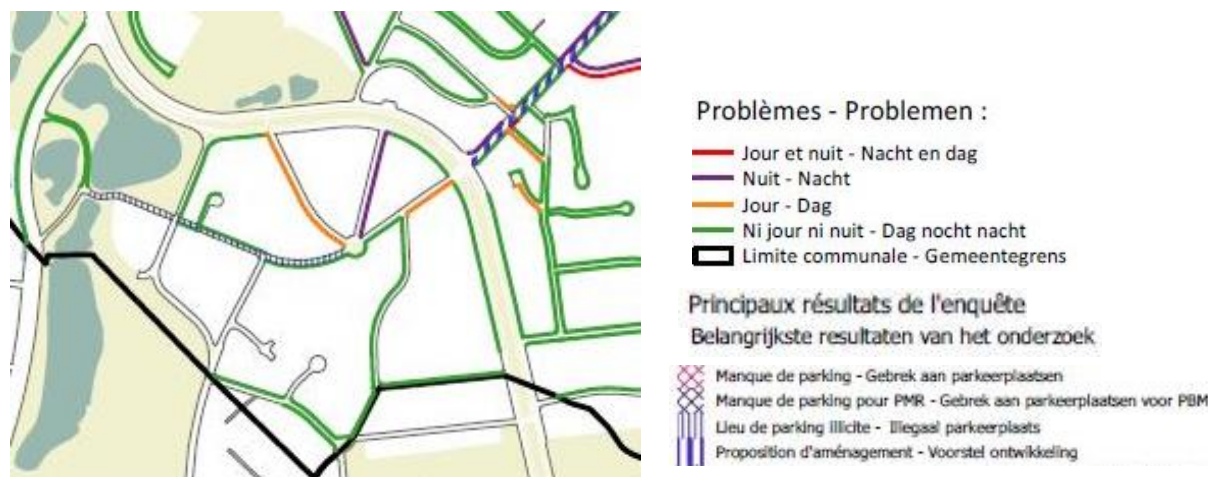 Problèmes - Problemen :
Jour et nuit - Nacht en dag
Nuit - Nacht
Jour - Dag
Ni jour ni nuit - Dag nocht nacht
Limite communale - Gemeentegrens
Principaux résultats de l'enquête
Belangrijkste resultaten van het onderzoek
Manque de parking - Gebrek aan parkeerplaatsen
Manque de parking pour PMR - Gebrek aan parkeerplaatsen voor PBM
Lieu de parking illicite - Illegaal parkeerplaats
Proposition d'aménagement - Voorstel ontwikkeling